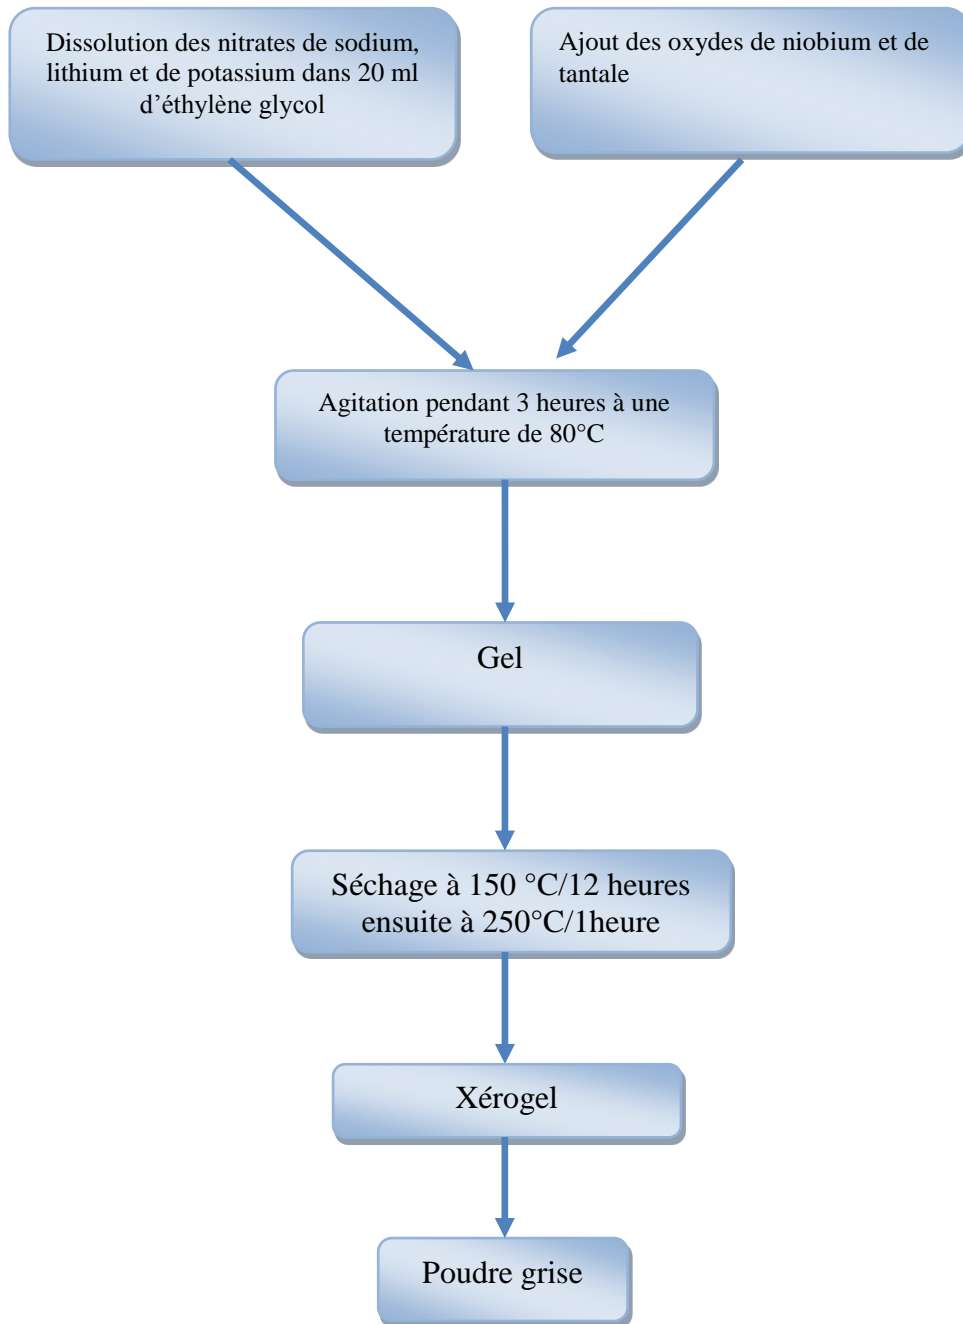 Dissolution des nitrates de sodium,
lithium et de potassium dans 20 ml
d’éthylène glycol
Ajout des oxydes de niobium et de
tantale
Agitation pendant 3 heures à une
température de 80°C
Gel
Séchage à 150 °C/12 heures
ensuite à 250°C/1heure
Xérogel
Poudre grise